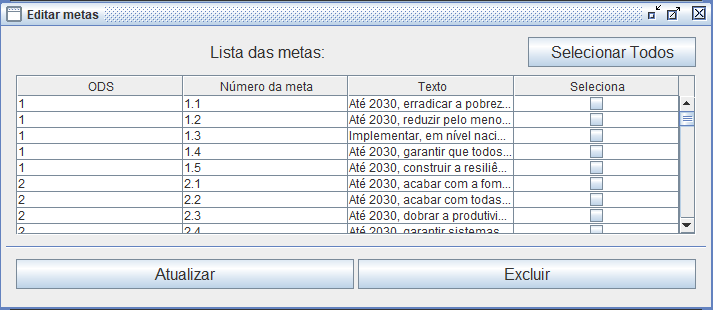 Editar metas
Lista das metas:
Selecionar Todos
ODS Número da meta Texto Seleciona
1 1.1 Até 2030, erradicar a pobrez...
1 1.2 Até 2030, reduzir pelo meno...
1 1.3 Implementar, em nível naci...
1 1.4 Até 2030, garantir que todos...
1 1.5 Até 2030, construir a resiliê...
2 2.1 Até 2030, acabar com a fom...
2 2.2 Até 2030, acabar com todas...
2 2.3 Até 2030, dobrar a produtivi...
2 2.4 Até 2030, garantir sistemas...
Atualizar Excluir